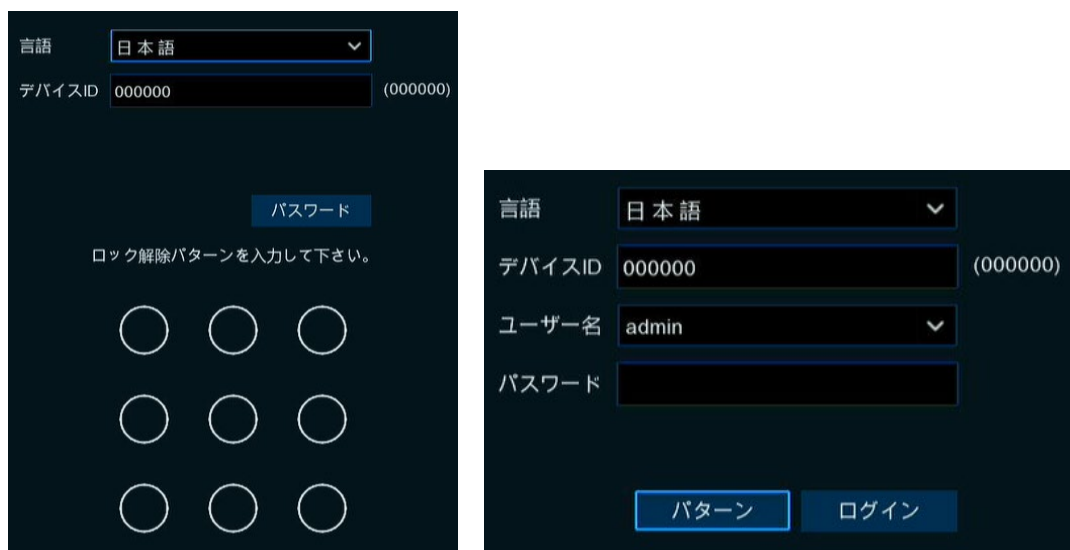 言語 日本語
デバイスID 000000 (000000)
パスワード
ロック解除パターンを入力して下さい。
言語 日本語
デバイスID 000000 (000000)
ユーザー名 admin
パスワード
パターン ログイン